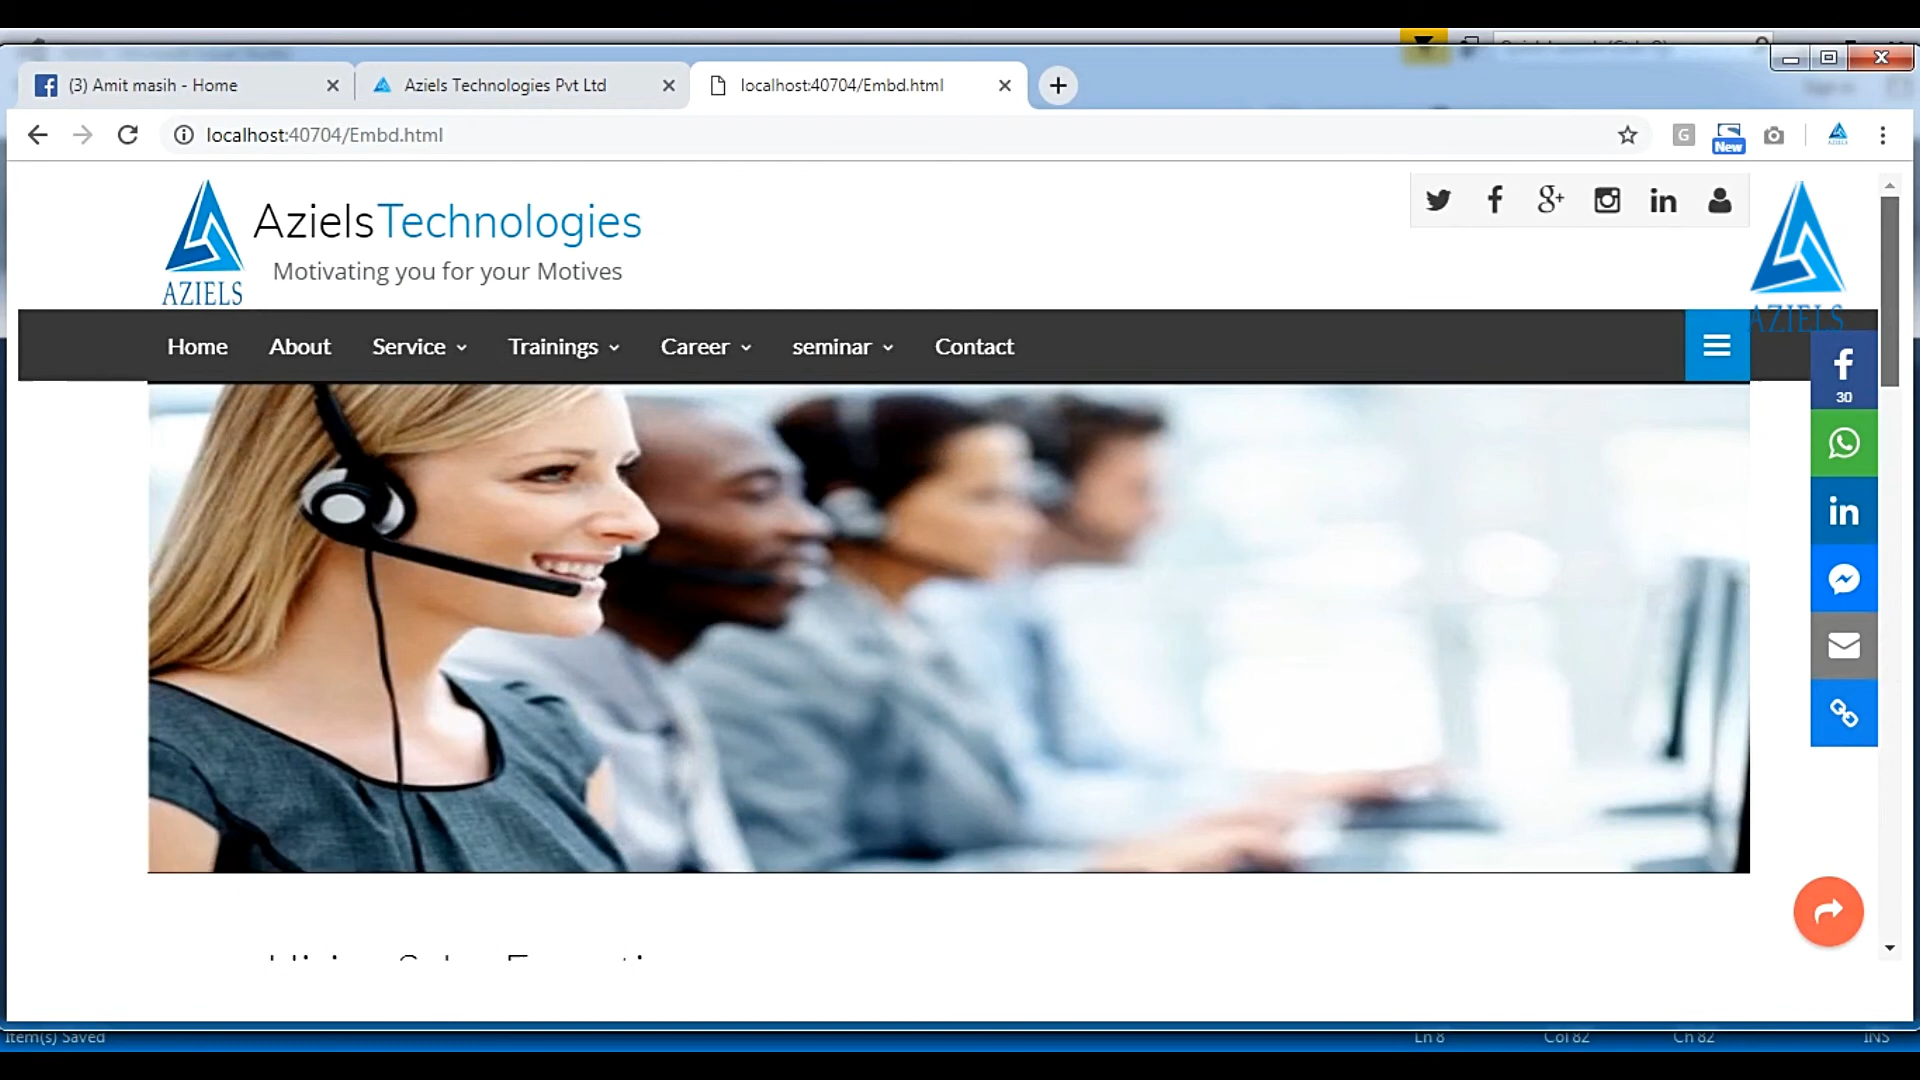 (3) Amit masih - Home
Aziels Technologies Pvt Ltd
localhost:40704/Embd.html
localhost:40704/Embd.html
G
New
AZIELS
AzielsTechnologies
Motivating you for your Motives
AZIELS
AZIELS
Home About Service Trainings Career seminar Contact
30
Item(s) Saved
Ln 8
Col 82
Ch 82
INS